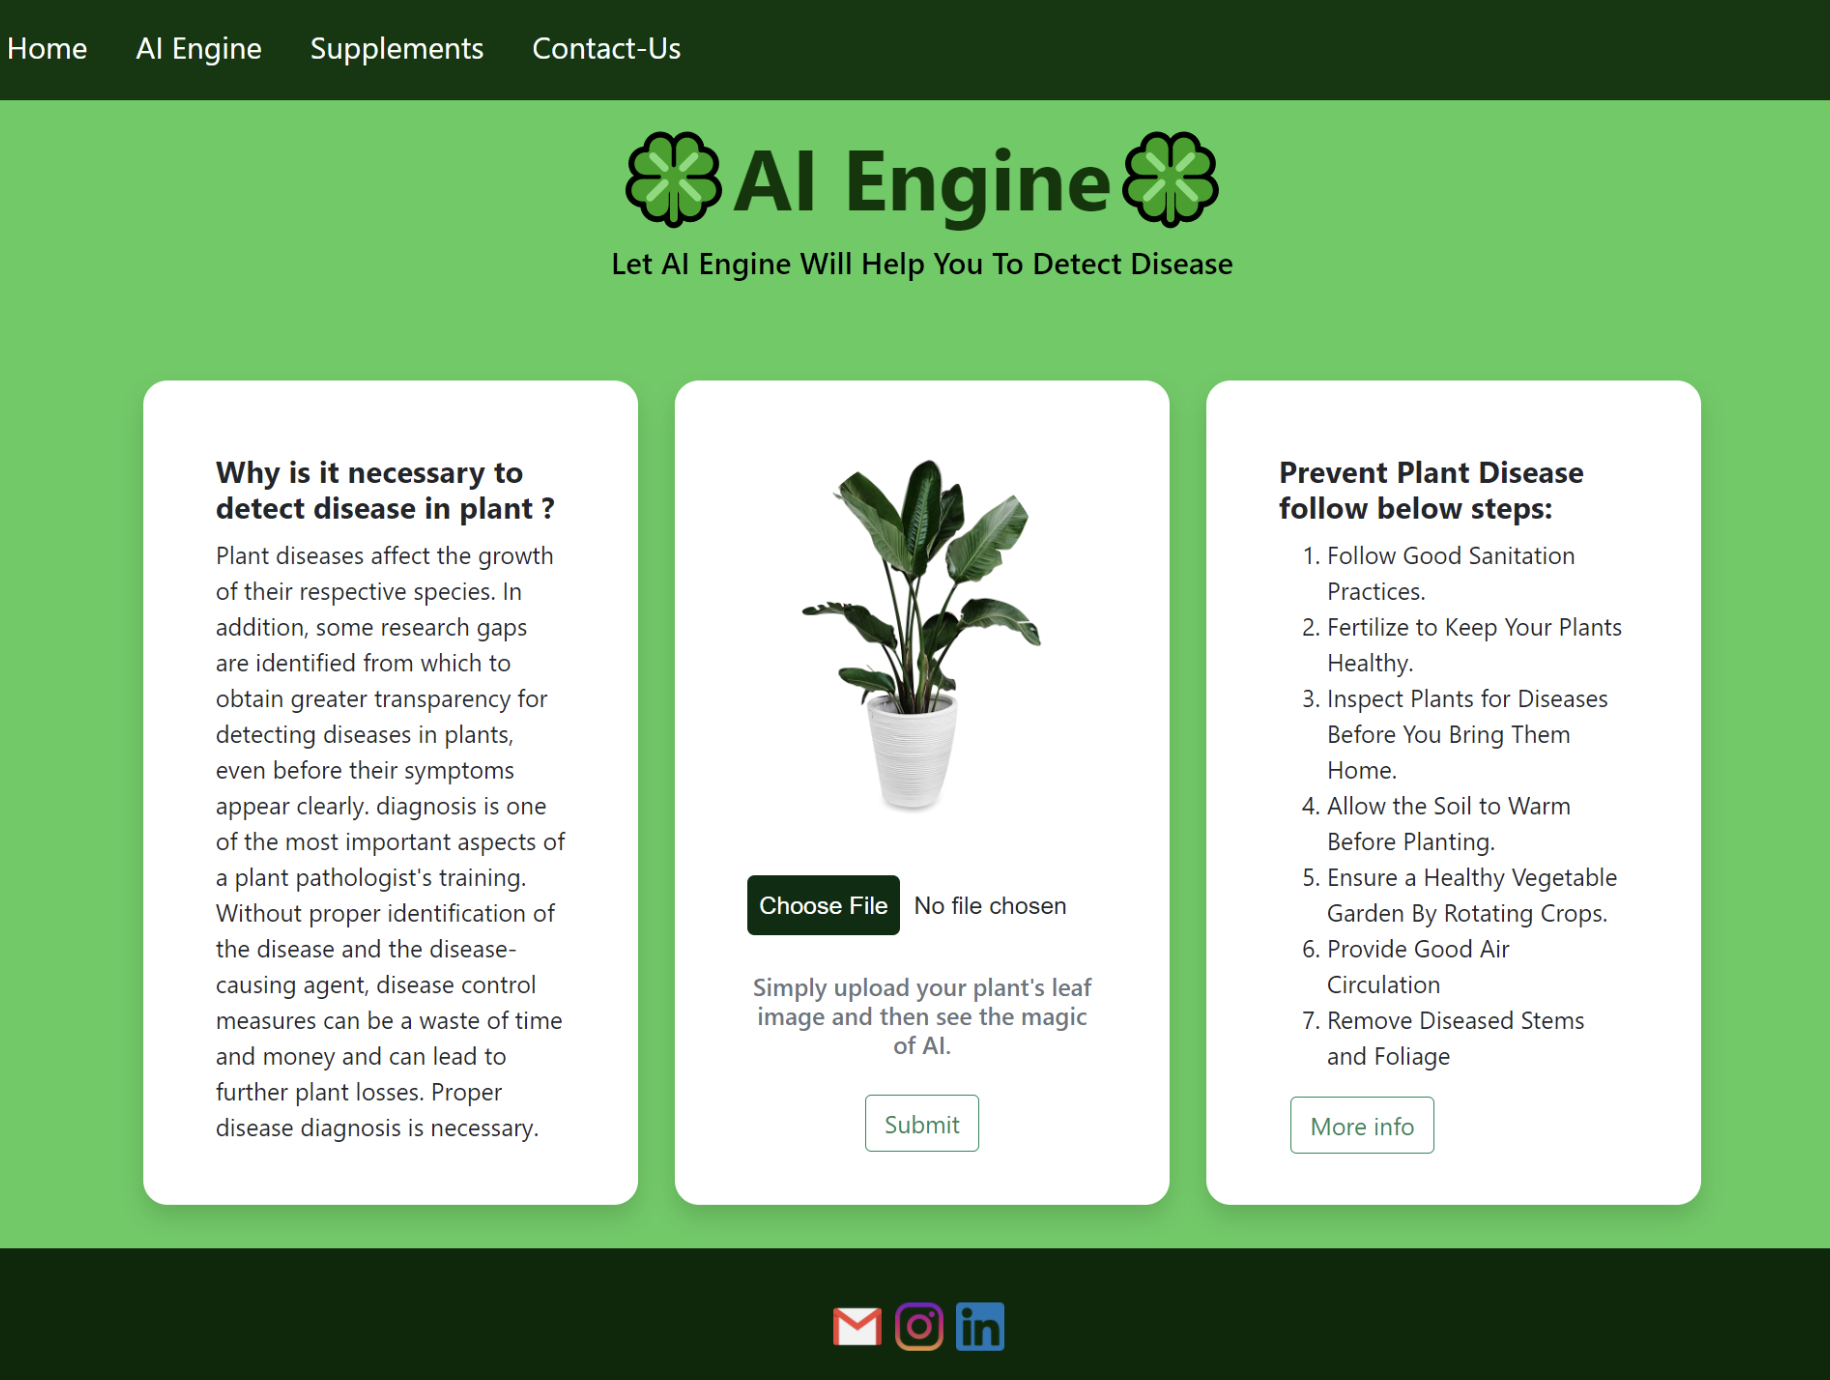 Home AI Engine Supplements Contact-Us
AI Engine
Let AI Engine Will Help You To Detect Disease
Why is it necessary to
detect disease in plant ?
Plant diseases affect the growth
of their respective species. In
addition, some research gaps
are identified from which to
obtain greater transparency for
detecting diseases in plants,
even before their symptoms
appear clearly. diagnosis is one
of the most important aspects of
a plant pathologist's training.
Without proper identification of
the disease and the disease-
causing agent, disease control
measures can be a waste of time
and money and can lead to
further plant losses. Proper
disease diagnosis is necessary.
Choose File No file chosen
Simply upload your plant's leaf
image and then see the magic
of AI.
Submit
Prevent Plant Disease
follow below steps:
1. Follow Good Sanitation
Practices.
2. Fertilize to Keep Your Plants
Healthy.
3. Inspect Plants for Diseases
Before You Bring Them
Home.
4. Allow the Soil to Warm
Before Planting.
5. Ensure a Healthy Vegetable
Garden By Rotating Crops.
6. Provide Good Air
Circulation
7. Remove Diseased Stems
and Foliage
More info
in